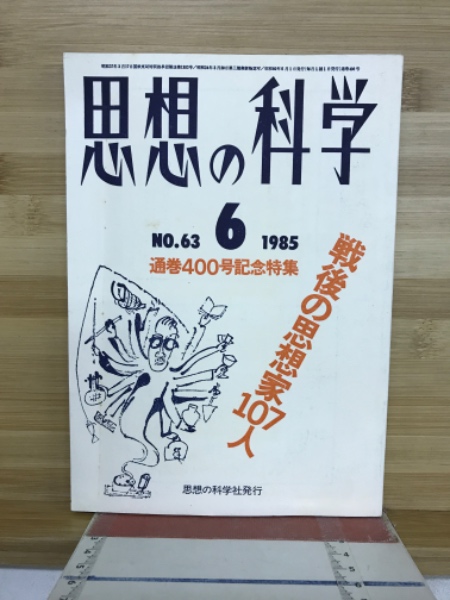 思想の科学
NO.63 6 1985
通巻400号記念特集
戦後の思想家107人
思想の科学社発行